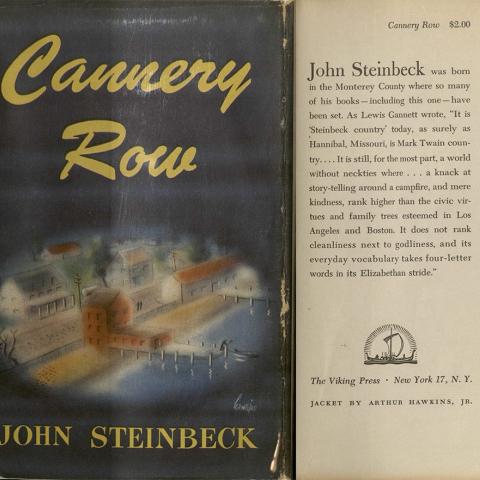 Cannery
Row
JOHN STEINBECK
Cannery Row $2.00
John Steinbeck was born
in the Monterey County where so many
of his books—including this one—have
been set. As Lewis Gannett wrote, "It is
'Steinbeck country' today, as surely as
Hannibal, Missouri, is Mark Twain coun-
try.... It is still, for the most part, a world
without neckties where . . . a knack at
story-telling around a campfire, and mere
kindness, rank higher than the civic vir-
tues and family trees esteemed in Los
Angeles and Boston. It does not rank
cleanliness next to godliness, and its
everyday vocabulary takes four-letter
words in its Elizabethan stride."
The Viking Press · New York 17, N. Y.
JACKET BY ARTHUR HAWKINS, JR.